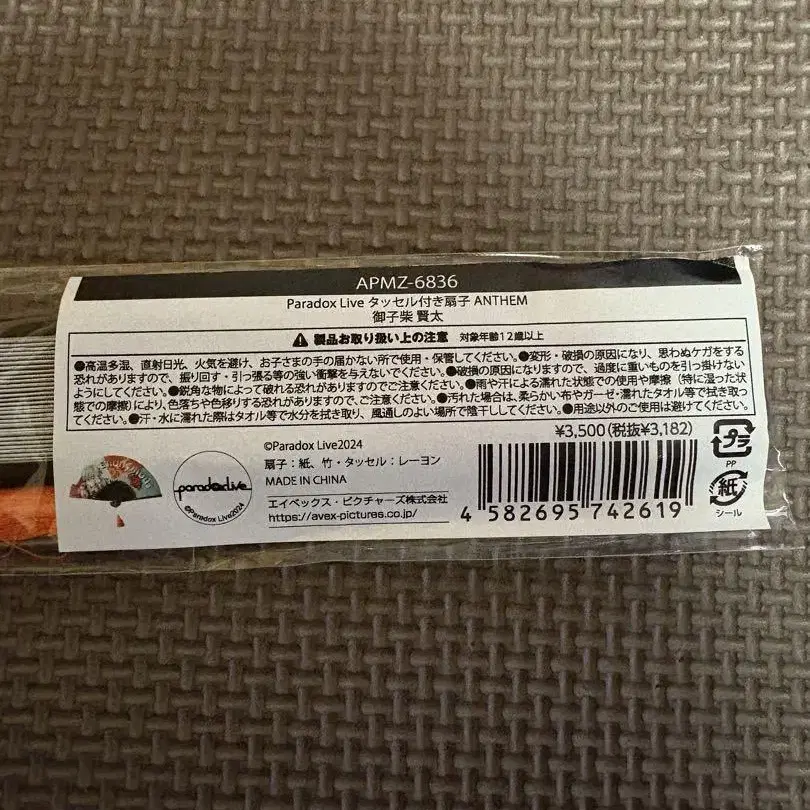 APMZ-6836
Paradox Live タッセル付き扇子 ANTHEM
御子柴 賢太
製品お取り扱い上の注意 対象年齢12歳以上
●高温多湿、直射日光、火気を避け、お子さまの手の届かない所で使用・保管してください。●変形・破損の原因になり、思わぬケガをする
恐れがありますので、振り回す・引っ張る等の強い衝撃を与えないでください。●破損の原因になりますので、過度に重いものを引っ掛けない
ようにしてください。●鋭角な物によって破れる恐れがありますのでご注意ください。●雨や汗による濡れた状態での使用や摩擦（特に湿った状
態での摩擦）により、色落ちや色移りする恐れがありますので、ご注意ください。●汚れた場合は、柔らかい布やガーゼ・濡れたタオル等で拭き取っ
てください。●汗・水に濡れた際はタオル等で水分を拭き取り、風通しのよい場所で陰干ししてください。●用途以外のご使用は避けてください。
©Paradox Live2024
扇子：紙、竹・タッセル：レーヨン
MADE IN CHINA
エイベックス・ピクチャーズ株式会社
https://avex-pictures.co.jp/
paradoxlive
©Paradox Live2024
¥3,500(税抜¥3,182)
4 582695 742619
プラ
PP
紙
シール